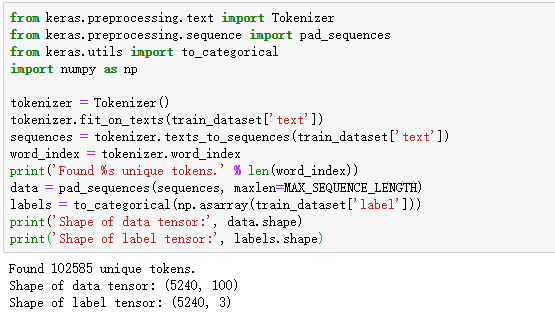 from keras.preprocessing.text import Tokenizer
from keras.preprocessing.sequence import pad_sequences
from keras.utils import to_categorical
import numpy as np
tokenizer = Tokenizer()
tokenizer.fit_on_texts(train_dataset['text'])
sequences = tokenizer.texts_to_sequences(train_dataset['text'])
word_index = tokenizer.word_index
print('Found %s unique tokens.' % len(word_index))
data = pad_sequences(sequences, maxlen=MAX_SEQUENCE_LENGTH)
labels = to_categorical(np.asarray(train_dataset['label']))
print('Shape of data tensor:', data.shape)
print('Shape of label tensor:', labels.shape)
Found 102585 unique tokens.
Shape of data tensor: (5240, 100)
Shape of label tensor: (5240, 3)